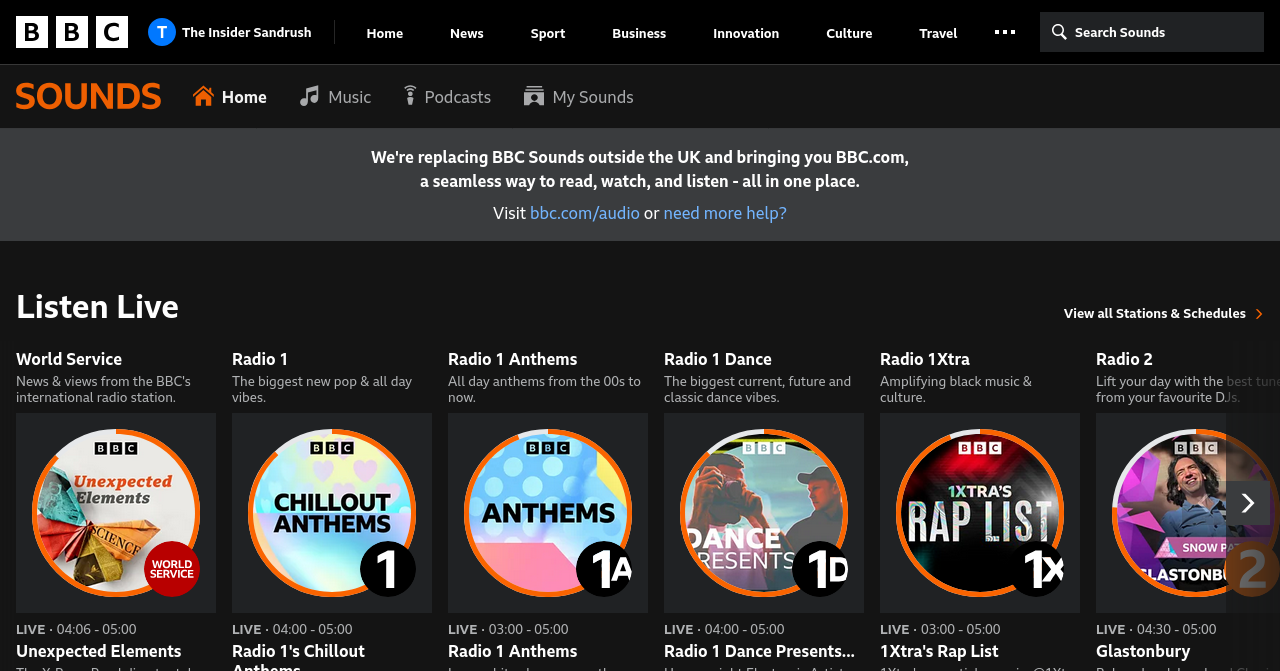 BBC
T The Insider Sandrush
Home
News
Sport
Business
Innovation
Culture
Travel
Search Sounds
SOUNDS
Home
Music
Podcasts
My Sounds
We're replacing BBC Sounds outside the UK and bringing you BBC.com,
a seamless way to read, watch, and listen - all in one place.
Visit bbc.com/audio or need more help?
Listen Live
View all Stations & Schedules
World Service
News & views from the BBC's
international radio station.
BBC
Unexpected
Elements
SCIENCE
WORLD
SERVICE
LIVE · 04:06 - 05:00
Unexpected Elements
Radio 1
The biggest new pop & all day
vibes.
BBC
CHILLOUT
ANTHEMS
1
LIVE · 04:00 - 05:00
Radio 1's Chillout
Anthems
Radio 1 Anthems
All day anthems from the 00s to
now.
BBC
ANTHEMS
1A
LIVE · 03:00 - 05:00
Radio 1 Anthems
Radio 1 Dance
The biggest current, future and
classic dance vibes.
BBC
DANCE
PRESENTS
1D
LIVE · 04:00 - 05:00
Radio 1 Dance Presents...
Radio 1Xtra
Amplifying black music &
culture.
BBC
1XTRA'S
RAP LIST
1X
LIVE · 03:00 - 05:00
1Xtra's Rap List
Radio 2
Lift your day with the best tune
from your favourite DJs.
BBC
SNOW PA
GLASTONBU
2
LIVE · 04:30 - 05:00
Glastonbury